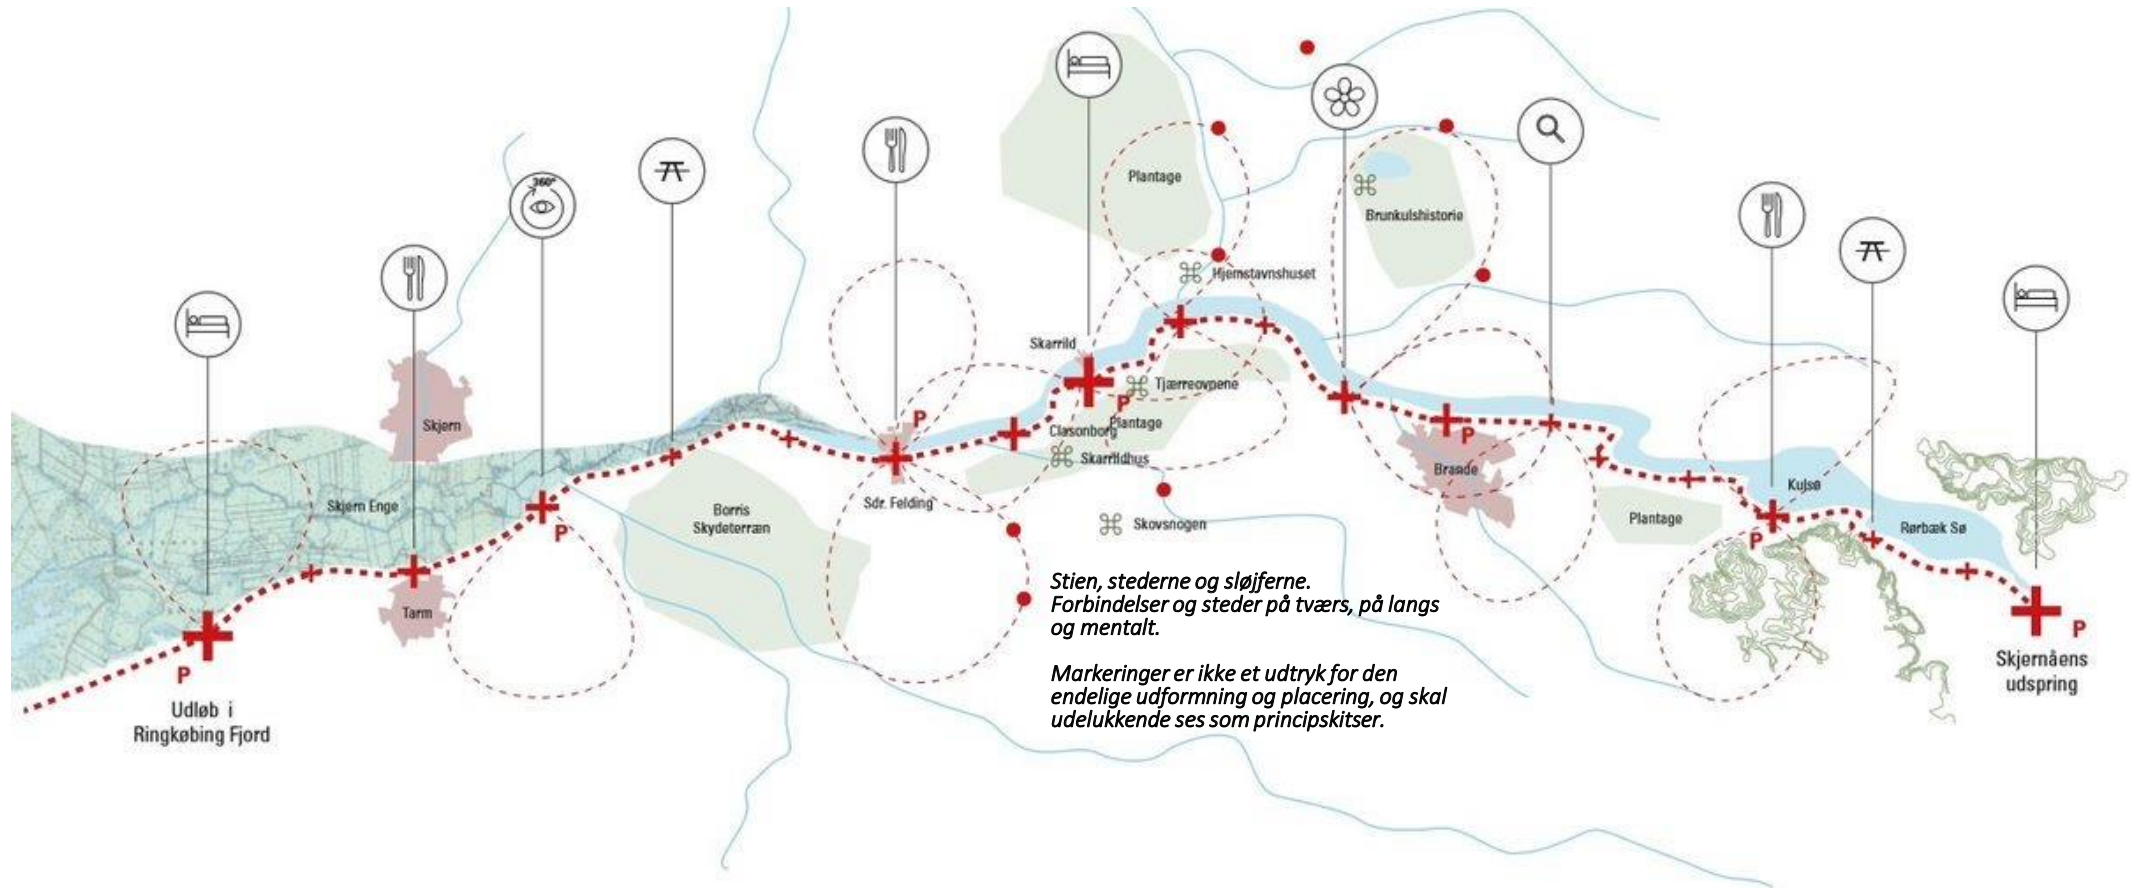 360°
Plantage
Brunkulshistorie
Hjemstavnshuset
Skarrild
Tjærreovpene
P
P
Plantage
Clasonborg
Skarrildhus
Skjern
Sdr. Felding
Skjern Enge
Borris
Skydeterræn
P
Skovsnogen
P
Brande
Kulsø
Plantage
P
Rørbæk Sø
Tarm
P
Udløb i
Ringkøbing Fjord
P
Skjernåens
udspring
Stien, stederne og sløjferne.
Forbindelser og steder på tværs, på langs
og mentalt.
Markeringer er ikke et udtryk for den
endelige udformning og placering, og skal
udelukkende ses som principskitser.